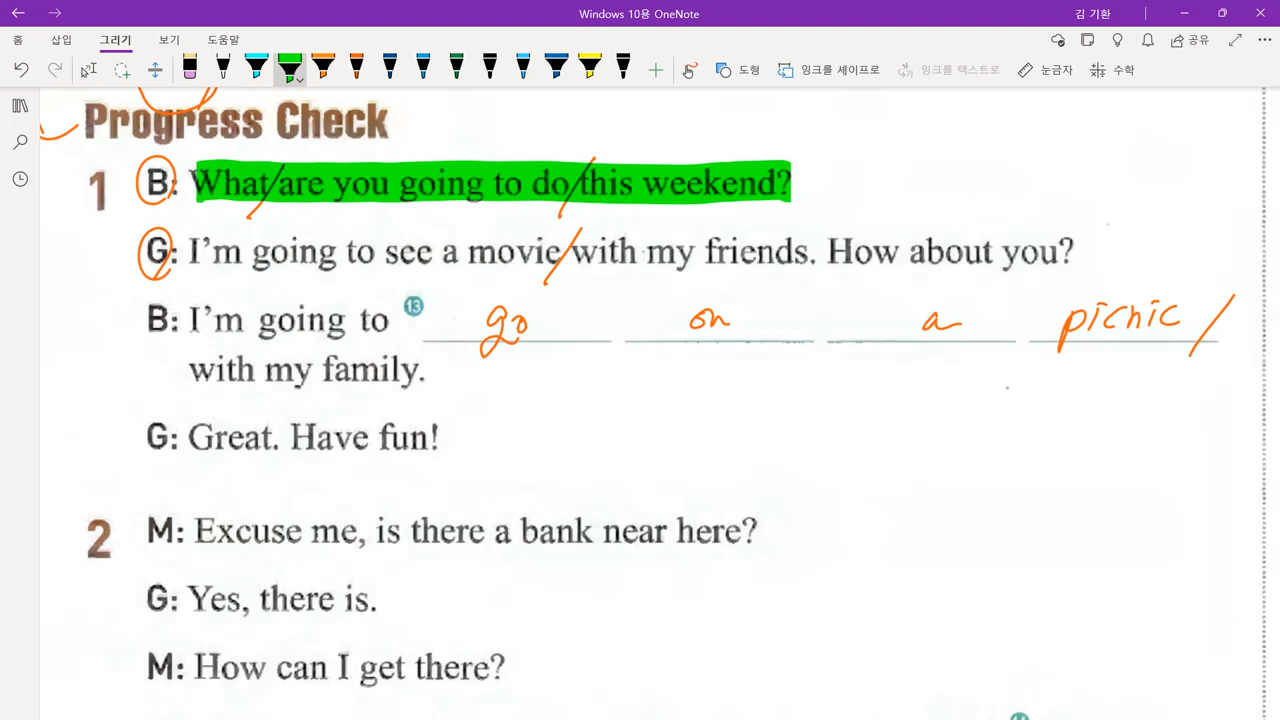 Windows 10용 OneNote
김 기환
홈 삽입 그리기 보기 도움말
공유
도형 잉크를 셰이프로 잉크를 텍스트로 눈금자 수학
Progress Check
1 B: What are you going to do this weekend?
G: I'm going to see a movie with my friends. How about you?
B: I'm going to 13 go on a picnic
with my family.
G: Great. Have fun!
2 M: Excuse me, is there a bank near here?
G: Yes, there is.
M: How can I get there?